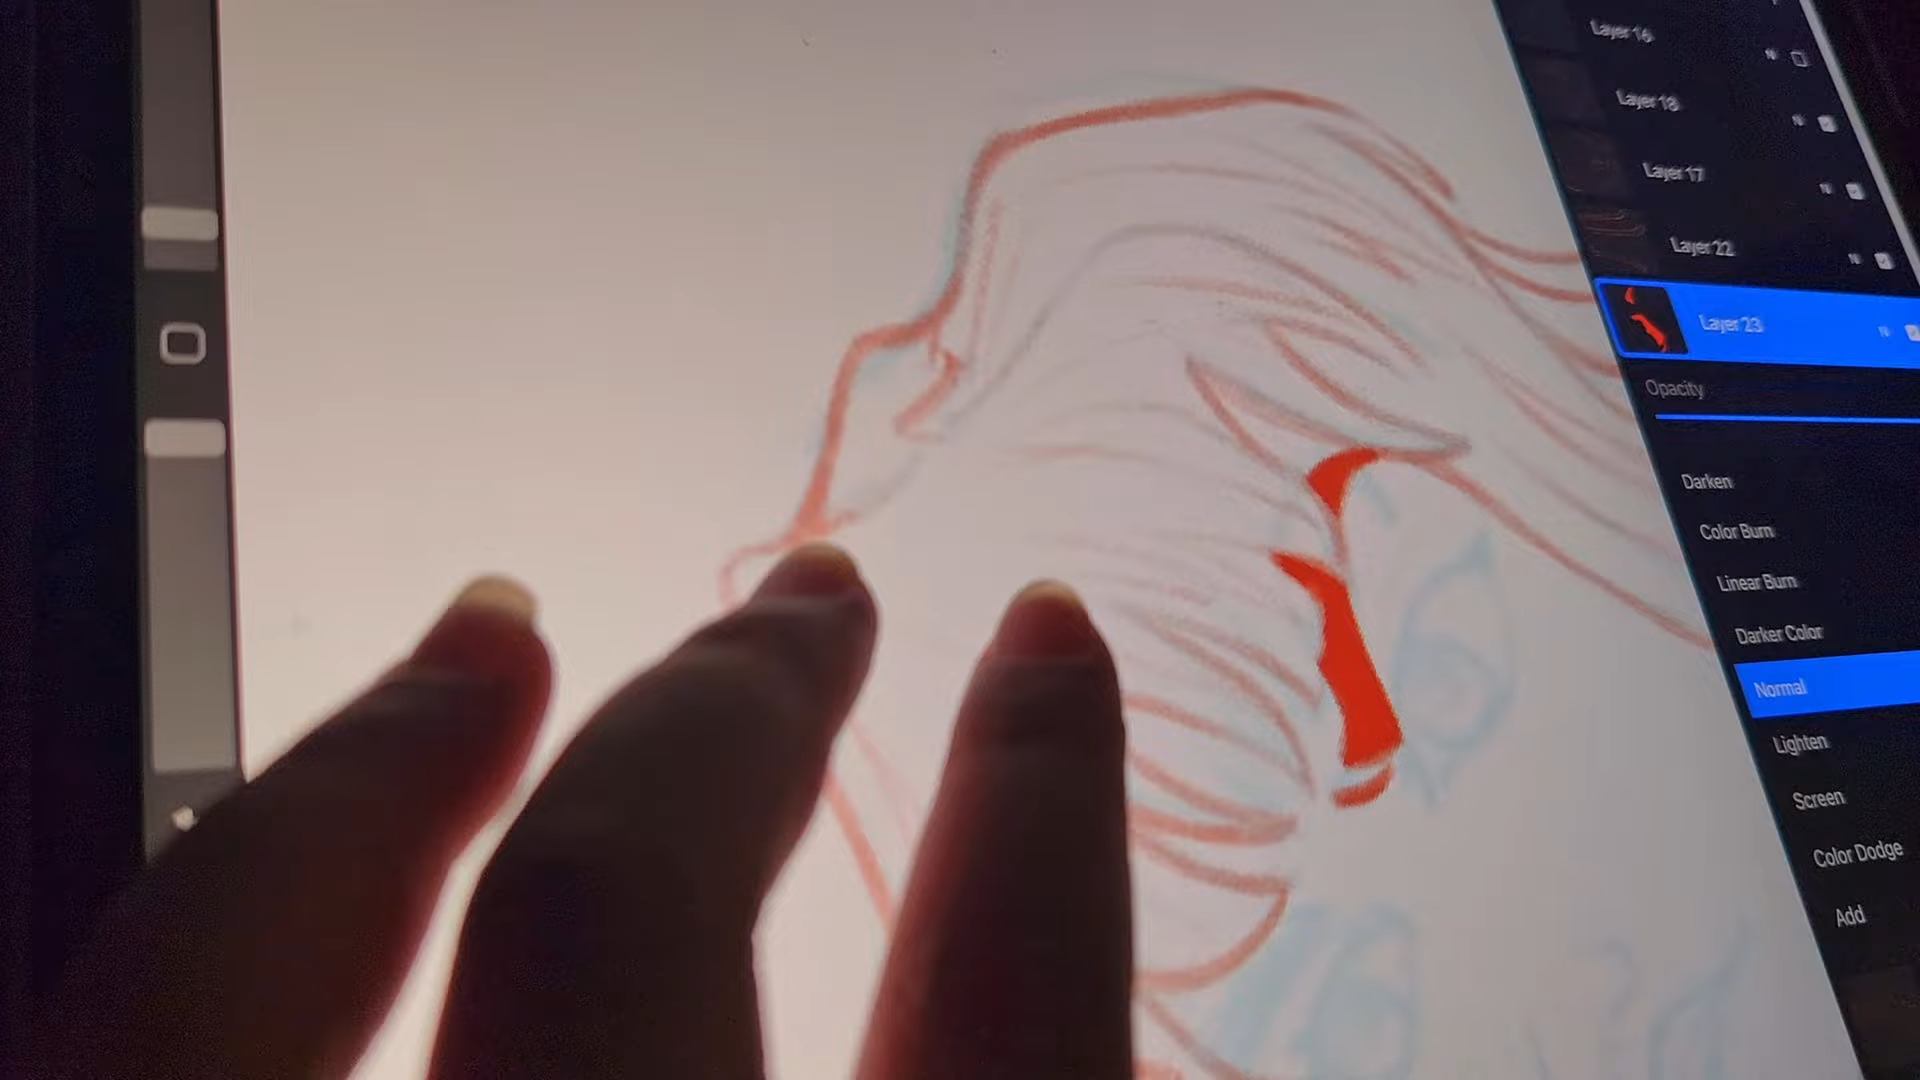 Layer 16
N
Layer 18
N
Layer 17
N
Layer 22
N
Layer 23
N
Opacity
Darken
Color Burn
Linear Burn
Darker Color
Normal
Lighten
Screen
Color Dodge
Add